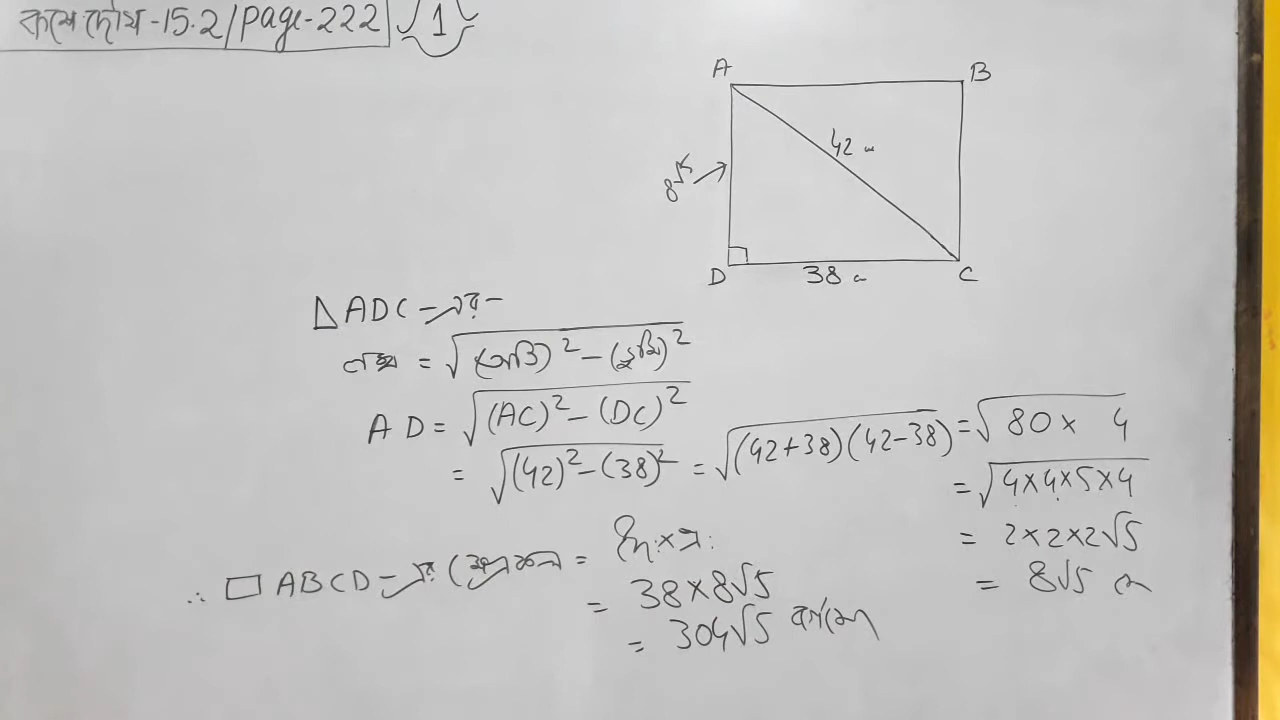 কষে দেখি-15.2/page-222 1
A B
42 সে
8√5
D 38 সে C
△ADC-এর-
লম্ব = √(অতি)² - (ভূমি)²
AD = √(AC)² - (DC)²
= √(42)² - (38)² = √(42+38)(42-38) = √80 × 4
= √4×4×5×4
= 2×2×2√5
= 8√5 সে
∴ □ ABCD-এর ক্ষেত্রফল = দৈ:×প্র:
= 38×8√5
= 304√5 বর্গসেমি